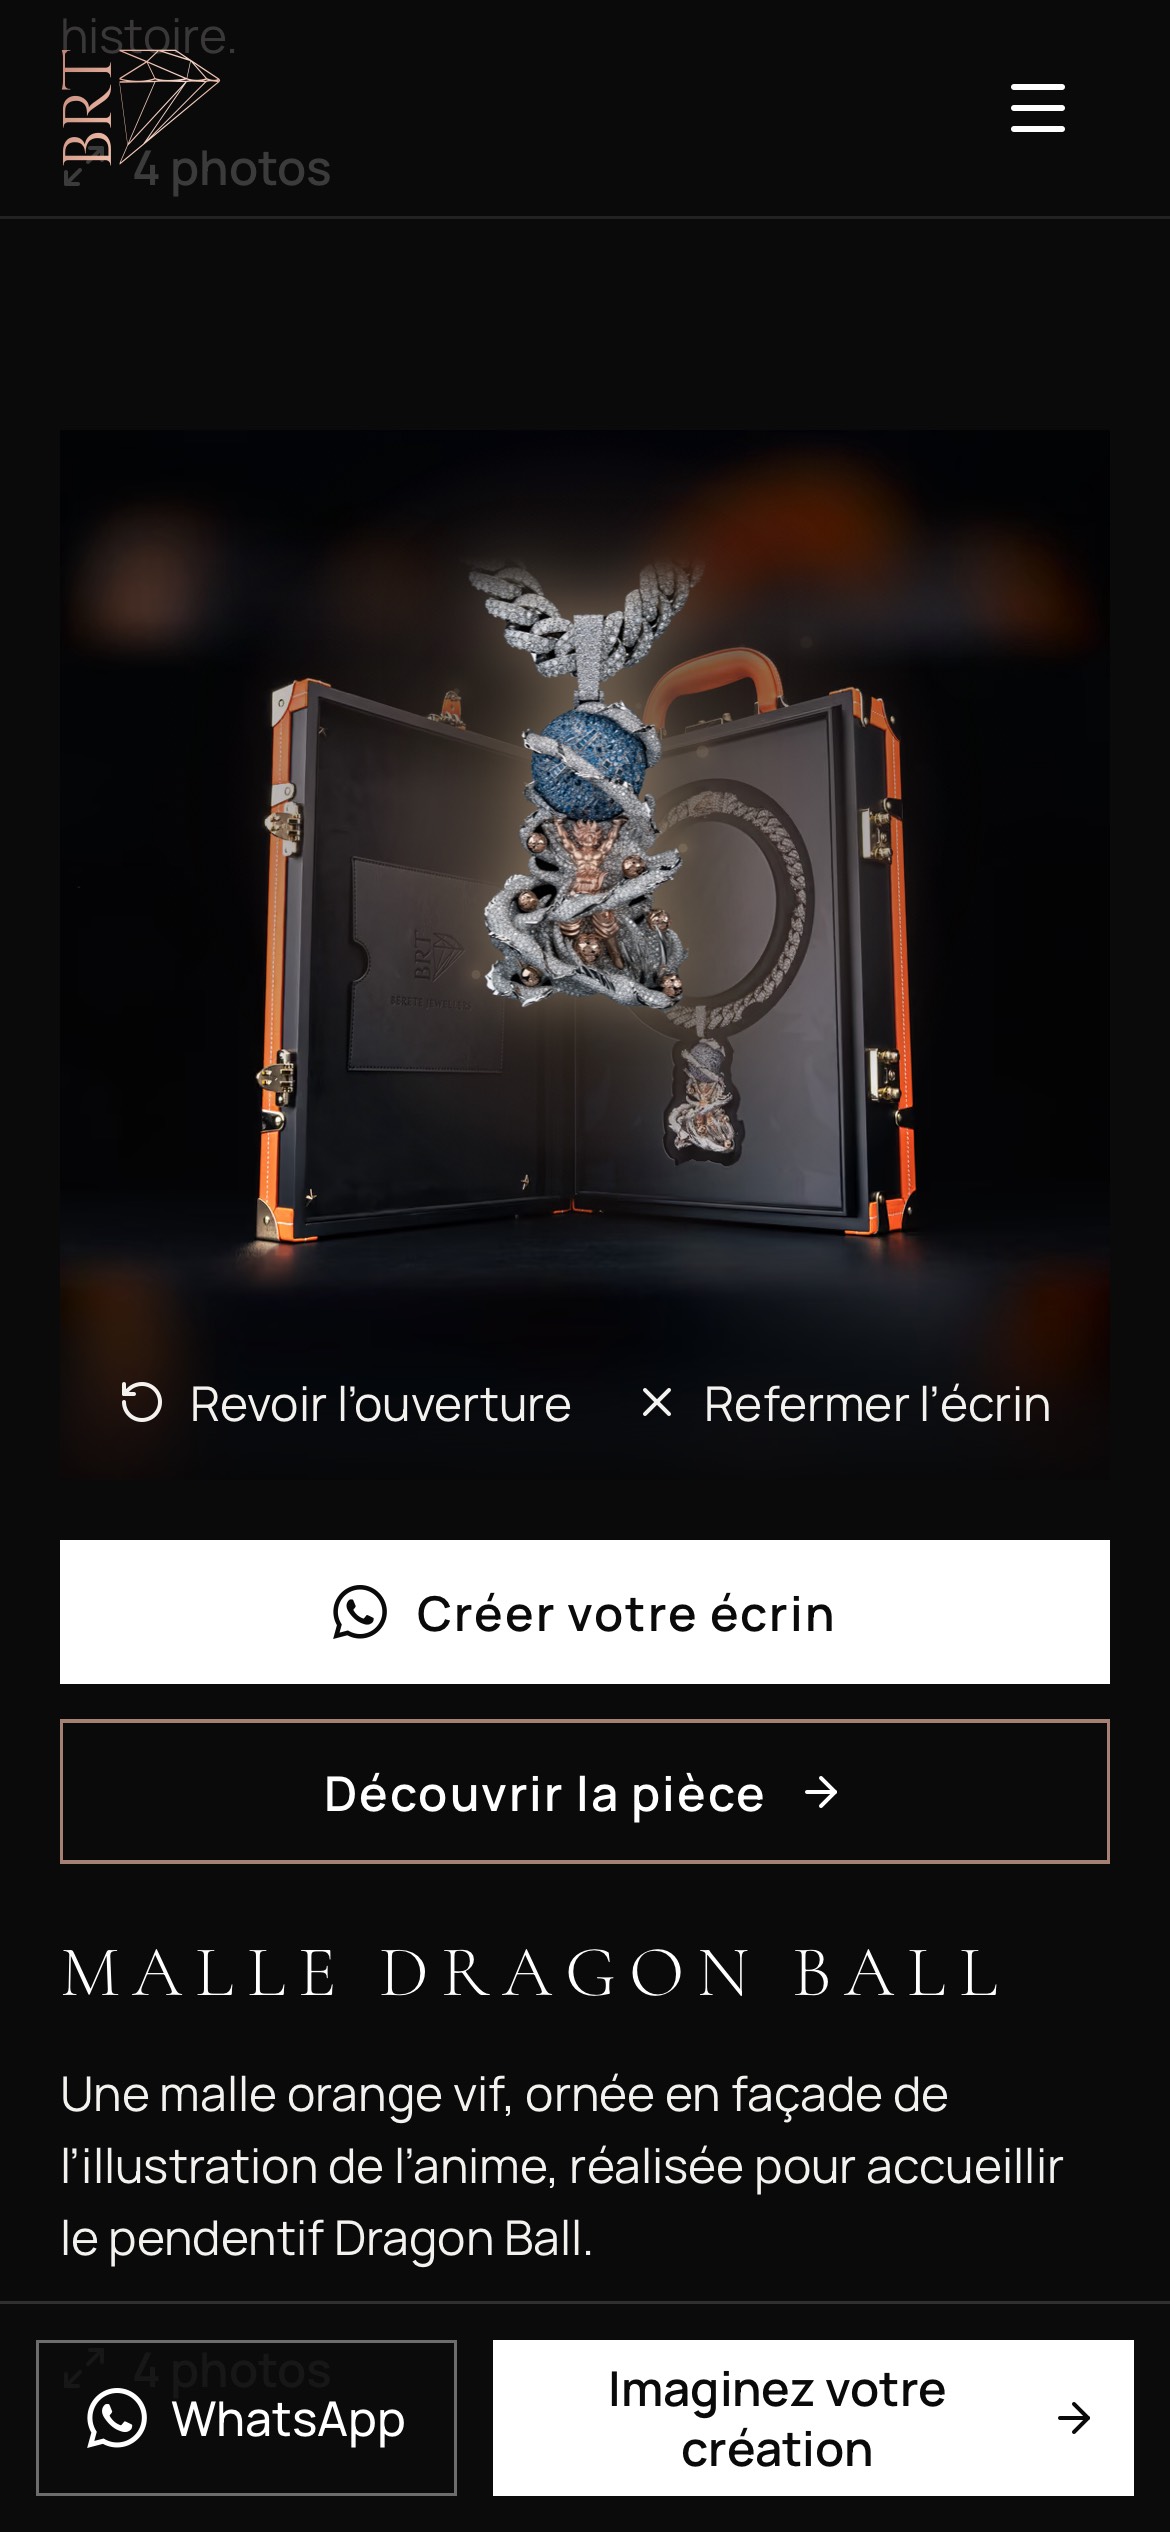 histoire.
BRT
4 photos
BRT
Revoir l’ouverture
Refermer l’écrin
Créer votre écrin
Découvrir la pièce
MALLE DRAGON BALL
Une malle orange vif, ornée en façade de
l’illustration de l’anime, réalisée pour accueillir
le pendentif Dragon Ball.
4 photos
WhatsApp
Imaginez votre
création